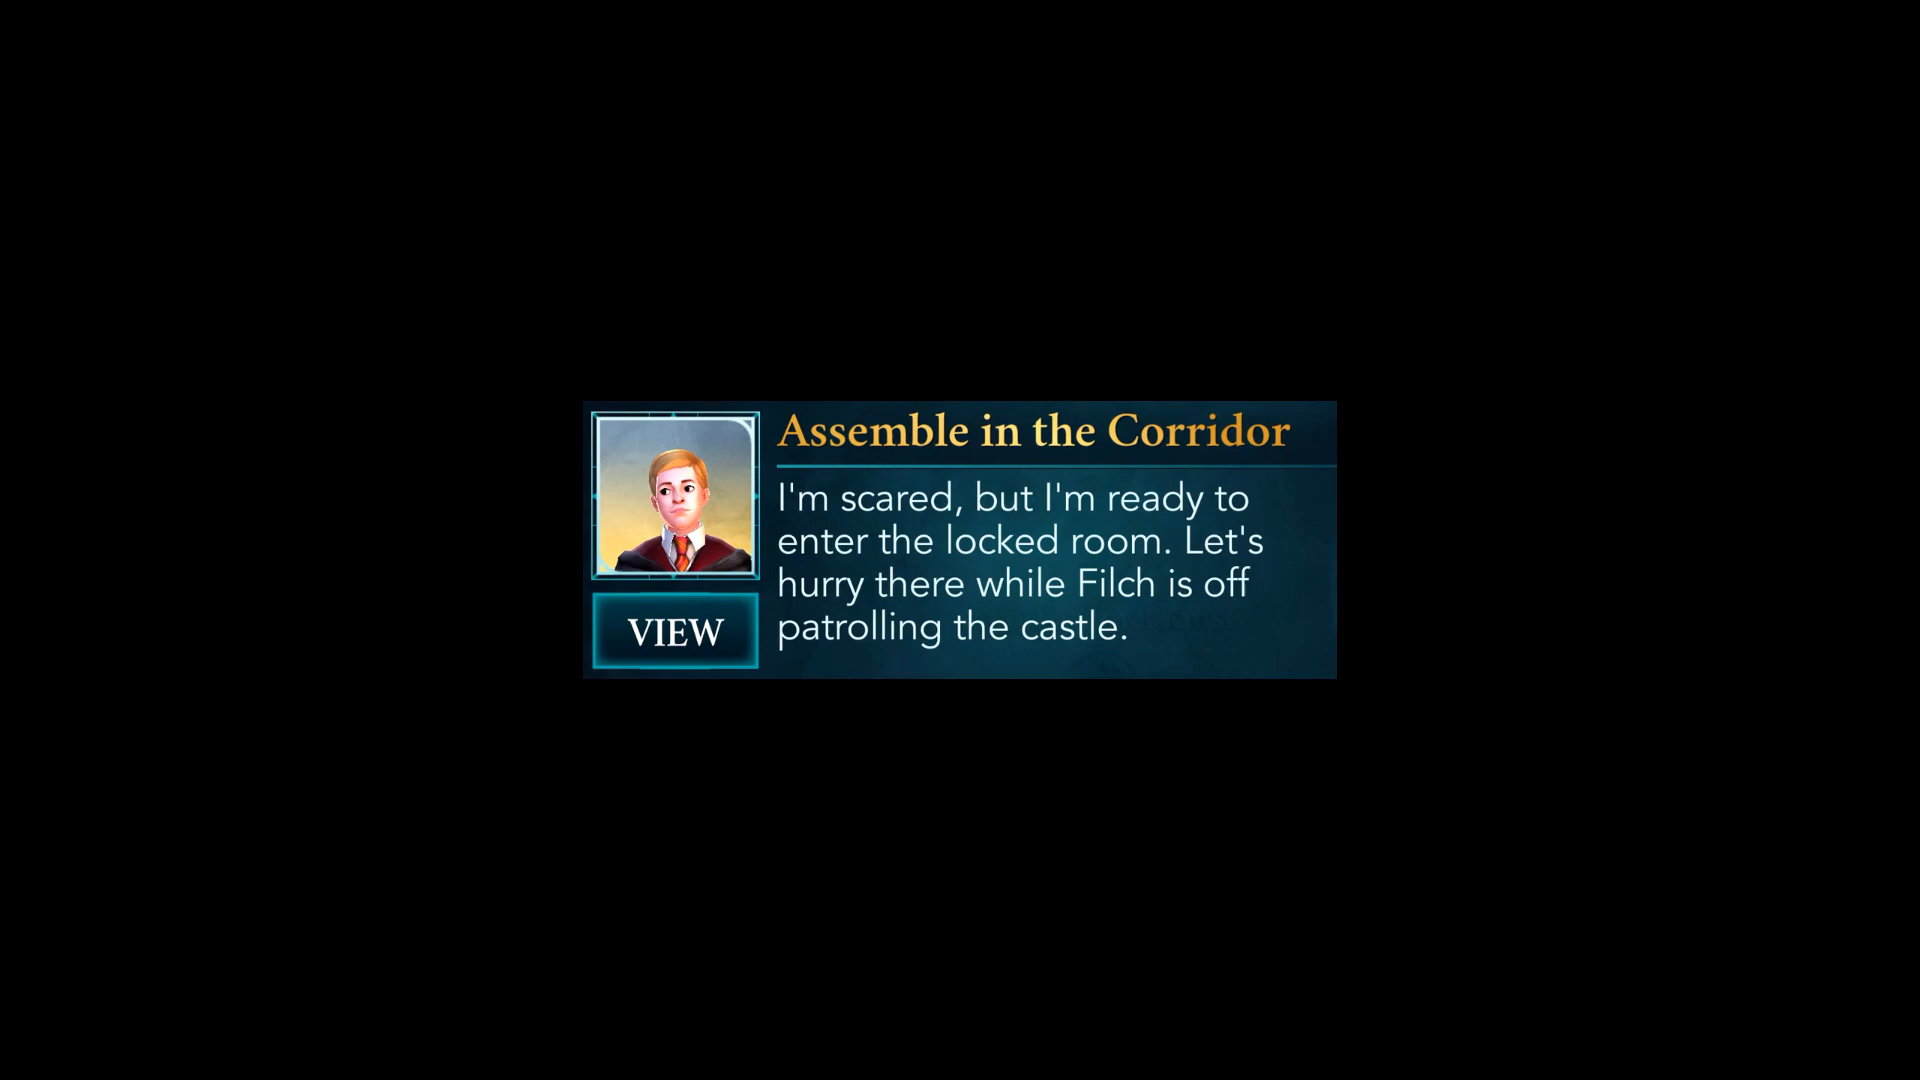 Assemble in the Corridor
I'm scared, but I'm ready to
enter the locked room. Let's
hurry there while Filch is off
patrolling the castle.
VIEW